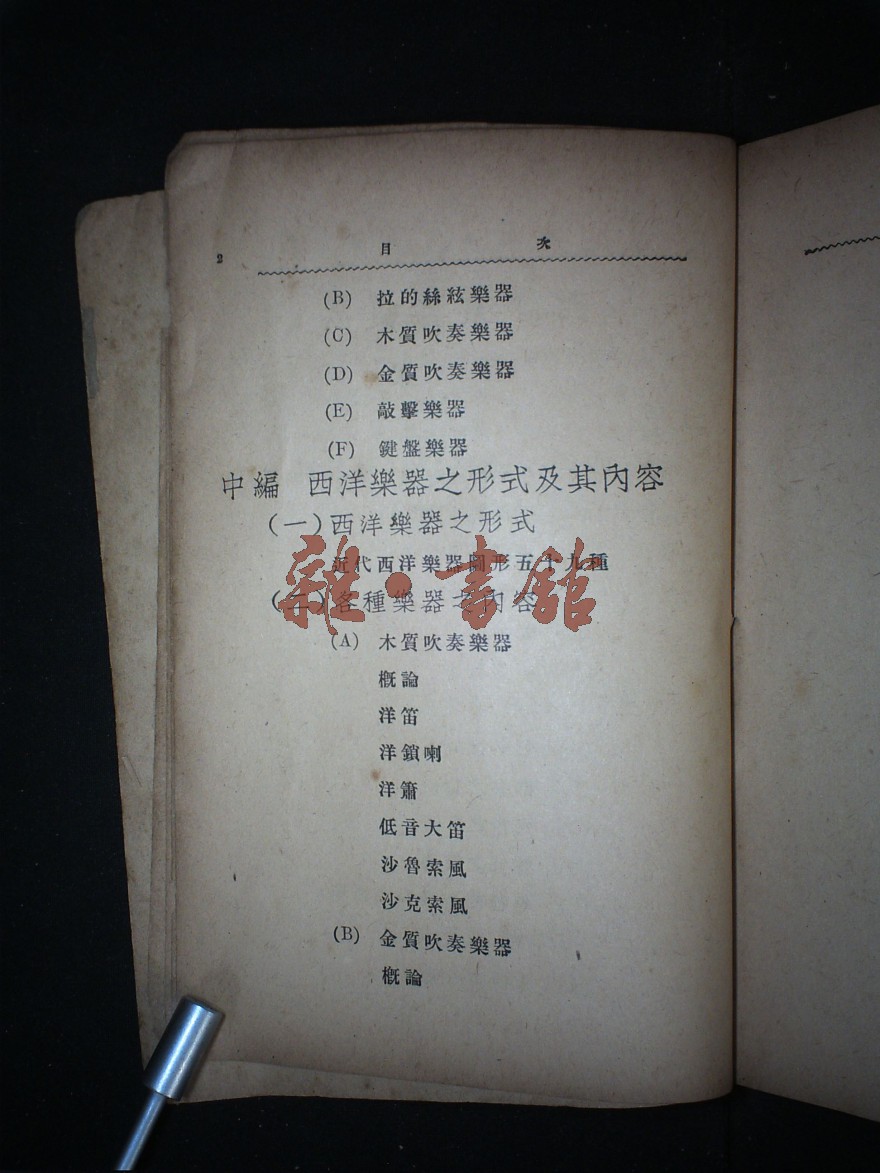 2 目 次
(B) 拉的絲絃樂器
(C) 木質吹奏樂器
(D) 金質吹奏樂器
(E) 敲擊樂器
(F) 鍵盤樂器
中編 西洋樂器之形式及其內容
(一)西洋樂器之形式
近代西洋樂器圖形五十九種
(二)各種樂器之內容
雜·書館
(A) 木質吹奏樂器
概論
洋笛
洋鎖喇
洋簫
低音大笛
沙魯索風
沙克索風
(B) 金質吹奏樂器
概論